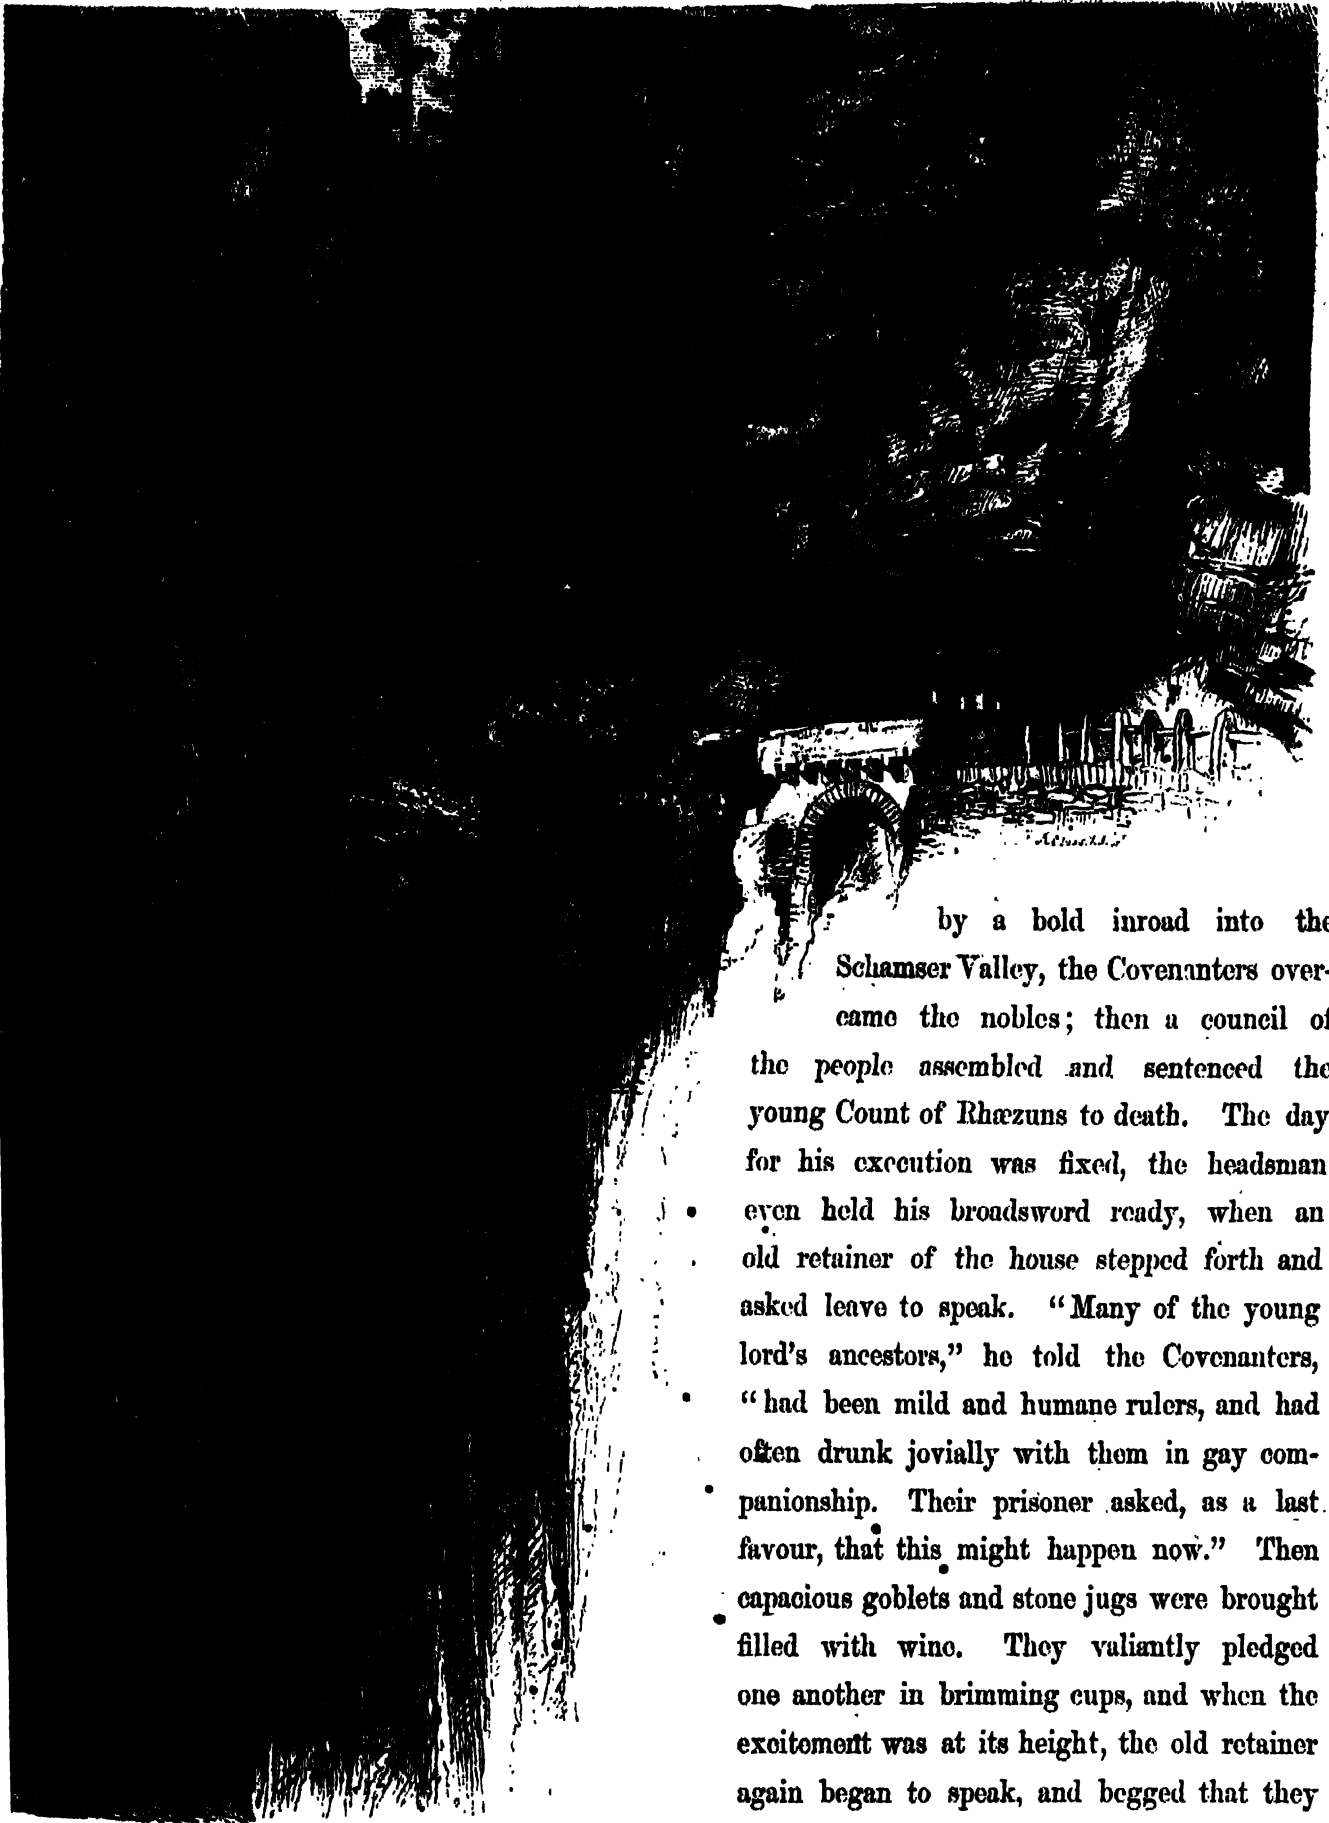 by a bold inroad into the
Schamser Valley, the Covenanters over-
came the nobles; then a council of
the people assembled and sentenced the
young Count of Rhæzuns to death. The day
for his execution was fixed, the headsman
even held his broadsword ready, when an
old retainer of the house stepped forth and
asked leave to speak. “Many of the young
lord’s ancestors,” he told the Covenanters,
“had been mild and humane rulers, and had
often drunk jovially with them in gay com-
panionship. Their prisoner asked, as a last
favour, that this might happen now.” Then
capacious goblets and stone jugs were brought
filled with wine. They valiantly pledged
one another in brimming cups, and when the
excitement was at its height, the old retainer
again began to speak, and begged that they